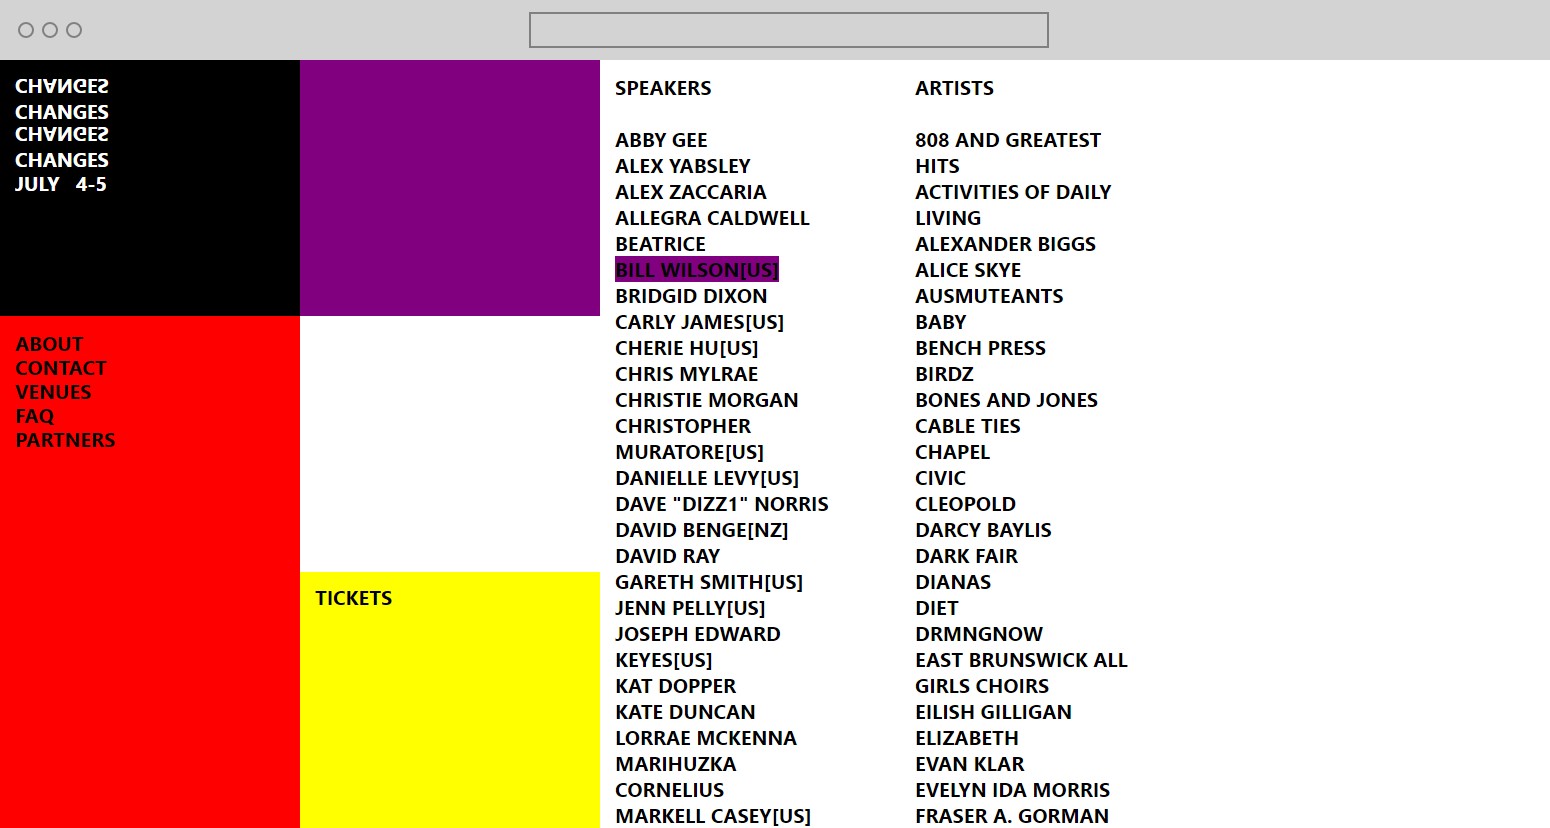 CHANGES
CHANGES
CHANGES
CHANGES
JULY 4-5
ABOUT
CONTACT
VENUES
FAQ
PARTNERS
TICKETS
SPEAKERS
ABBY GEE
ALEX YABSLEY
ALEX ZACCARIA
ALLEGRA CALDWELL
BEATRICE
BILL WILSON[US]
BRIDGID DIXON
CARLY JAMES[US]
CHERIE HU[US]
CHRIS MYLRAE
CHRISTIE MORGAN
CHRISTOPHER
MURATORE[US]
DANIELLE LEVY[US]
DAVE "DIZZ1" NORRIS
DAVID BENGE[NZ]
DAVID RAY
GARETH SMITH[US]
JENN PELLY[US]
JOSEPH EDWARD
KEYES[US]
KAT DOPPER
KATE DUNCAN
LORRAE MCKENNA
MARIHUZKA
CORNELIUS
MARKELL CASEY[US]
ARTISTS
808 AND GREATEST
HITS
ACTIVITIES OF DAILY
LIVING
ALEXANDER BIGGS
ALICE SKYE
AUSMUTEANTS
BABY
BENCH PRESS
BIRDZ
BONES AND JONES
CABLE TIES
CHAPEL
CIVIC
CLEOPOLD
DARCY BAYLIS
DARK FAIR
DIANAS
DIET
DRMNGNOW
EAST BRUNSWICK ALL
GIRLS CHOIRS
EILISH GILLIGAN
ELIZABETH
EVAN KLAR
EVELYN IDA MORRIS
FRASER A. GORMAN